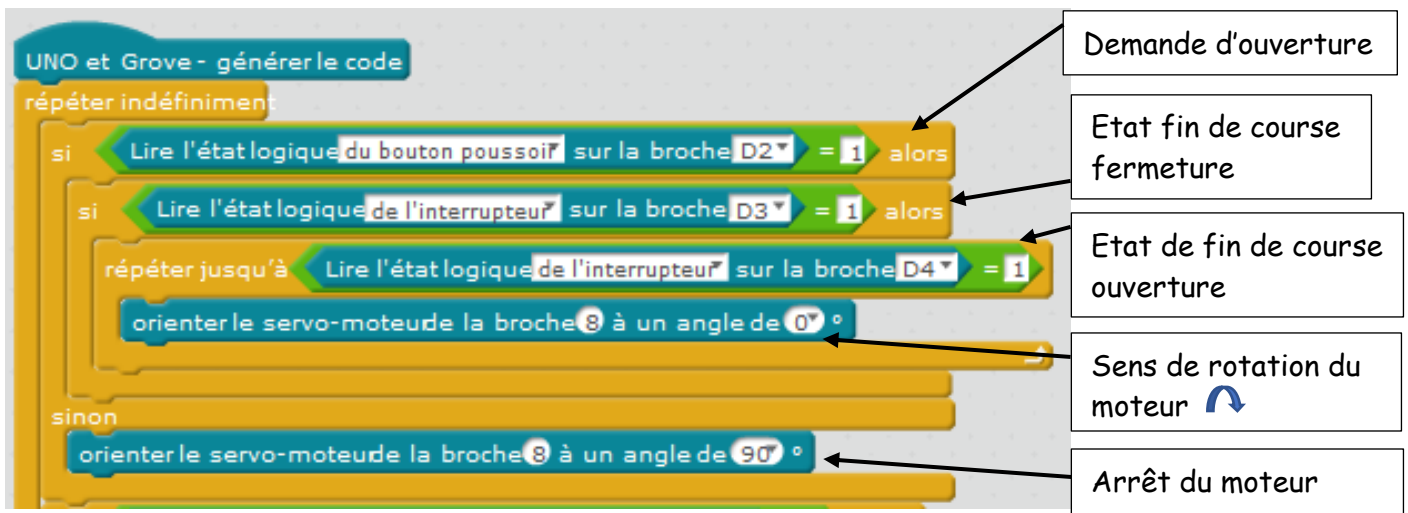 UNO et Grove - générer le code
répéter indéfiniment
si Lire l'état logique du bouton poussoir sur la broche D2 = 1 alors
si Lire l'état logique de l'interrupteur sur la broche D3 = 1 alors
répéter jusqu'à Lire l'état logique de l'interrupteur sur la broche D4 = 1
orienter le servo-moteur de la broche 8 à un angle de 0 °
sinon
orienter le servo-moteur de la broche 8 à un angle de 90 °
Demande d'ouverture
Etat fin de course
fermeture
Etat de fin de course
ouverture
Sens de rotation du
moteur
Arrêt du moteur